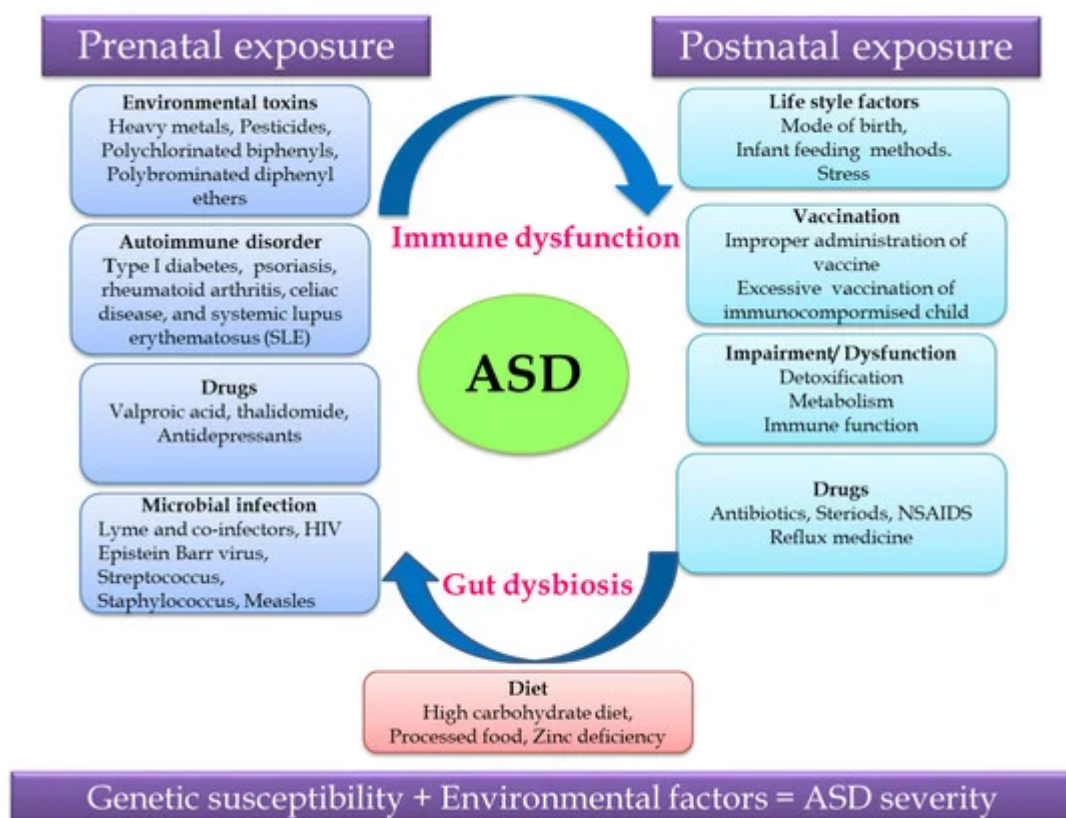 Prenatal exposure
Environmental toxins
Heavy metals, Pesticides,
Polychlorinated biphenyls,
Polybrominated diphenyl
ethers
Autoimmune disorder
Type I diabetes, psoriasis,
rheumatoid arthritis, celiac
disease, and systemic lupus
erythematosus (SLE)
Drugs
Valproic acid, thalidomide,
Antidepressants
Microbial infection
Lyme and co-infectors, HIV
Epistein Barr virus,
Streptococcus,
Staphylococcus, Measles
Immune dysfunction
ASD
Gut dysbiosis
Postnatal exposure
Life style factors
Mode of birth,
Infant feeding methods.
Stress
Vaccination
Improper administration of
vaccine
Excessive vaccination of
immunocompormised child
Impairment/ Dysfunction
Detoxification
Metabolism
Immune function
Drugs
Antibiotics, Steriods, NSAIDS
Reflux medicine
Diet
High carbohydrate diet,
Processed food, Zinc deficiency
Genetic susceptibility + Environmental factors = ASD severity